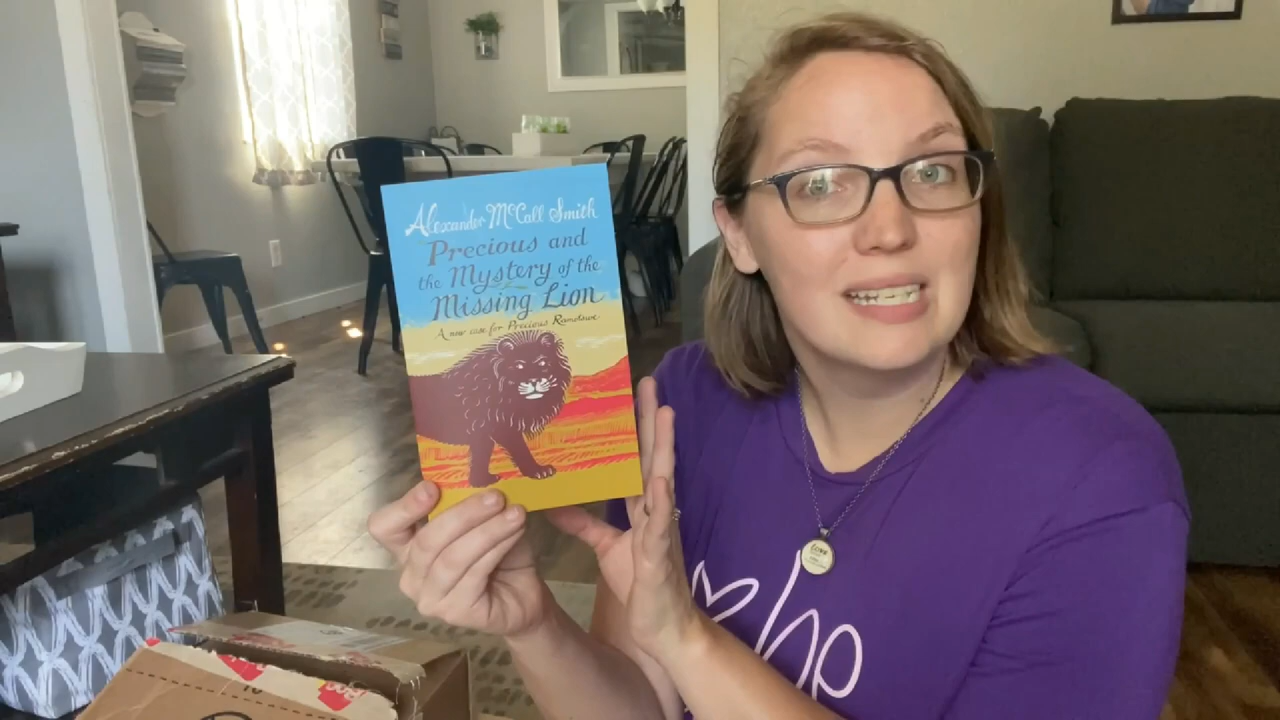 Alexander McCall Smith
Precious and
the Mystery of the
Missing Lion
A new case for Precious Ramotswe